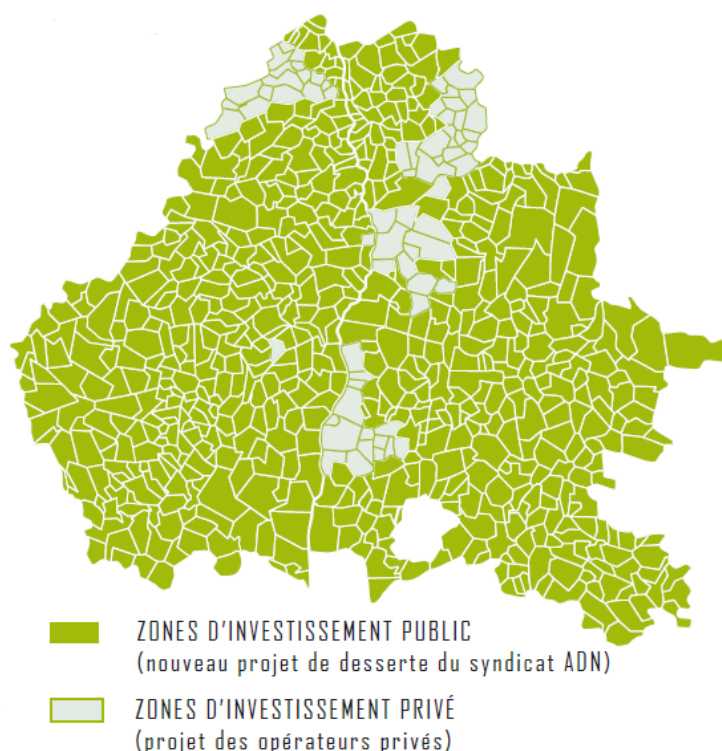 ZONES D'INVESTISSEMENT PUBLIC
(nouveau projet de desserte du syndicat ADN)
ZONES D'INVESTISSEMENT PRIVÉ
(projet des opérateurs privés)